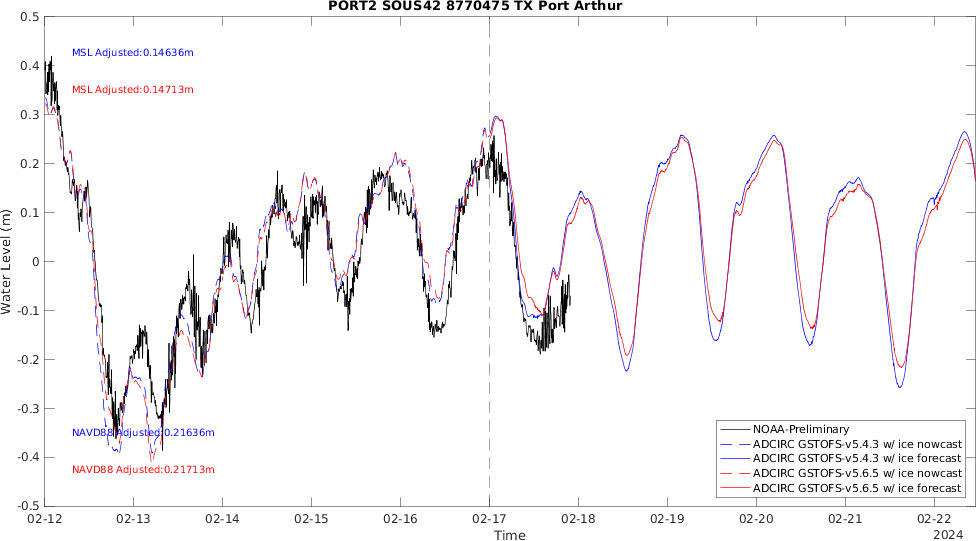 PORT2 SOUS42 8770475 TX Port Arthur
0.5
0.4
0.3
0.2
0.1
0
-0.1
-0.2
-0.3
-0.4
-0.5
Water Level (m)
MSL Adjusted:0.14636m
MSL Adjusted:0.14713m
NAVD88 Adjusted:0.21636m
NAVD88 Adjusted:0.21713m
NOAA-Preliminary
ADCIRC GSTOFS-v5.4.3 w/ ice nowcast
ADCIRC GSTOFS-v5.4.3 w/ ice forecast
ADCIRC GSTOFS-v5.6.5 w/ ice nowcast
ADCIRC GSTOFS-v5.6.5 w/ ice forecast
02-12 02-13 02-14 02-15 02-16 02-17 02-18 02-19 02-20 02-21 02-22
Time 2024